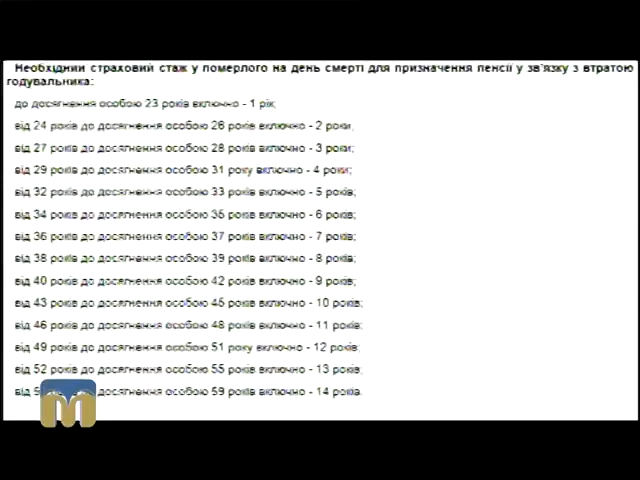 Необхідний страховий стаж у померлого на день смерті для призначення пенсії у зв'язку з втратою
годувальника:
до досягнення особою 23 років включно - 1 рік;
від 24 років до досягнення особою 26 років включно - 2 роки;
від 27 років до досягнення особою 28 років включно - 3 роки;
від 29 років до досягнення особою 31 року включно - 4 роки;
від 32 років до досягнення особою 33 років включно - 5 років;
від 34 років до досягнення особою 35 років включно - 6 років;
від 36 років до досягнення особою 37 років включно - 7 років;
від 38 років до досягнення особою 39 років включно - 8 років;
від 40 років до досягнення особою 42 років включно - 9 років;
від 43 років до досягнення особою 45 років включно - 10 років;
від 46 років до досягнення особою 48 років включно - 11 років;
від 49 років до досягнення особою 51 року включно - 12 років;
від 52 років до досягнення особою 55 років включно - 13 років;
від до досягнення особою 59 років включно - 14 років.